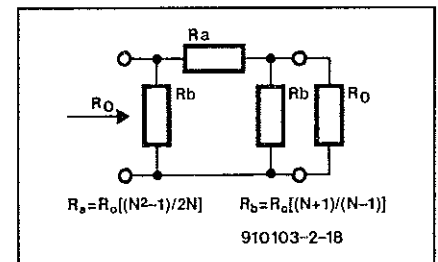 Ra
Rb
Rb
RO
RO
Ra=Ro[(N²-1)/2N]
Rb=Ro[(N+1)/(N-1)]
910103-2-18